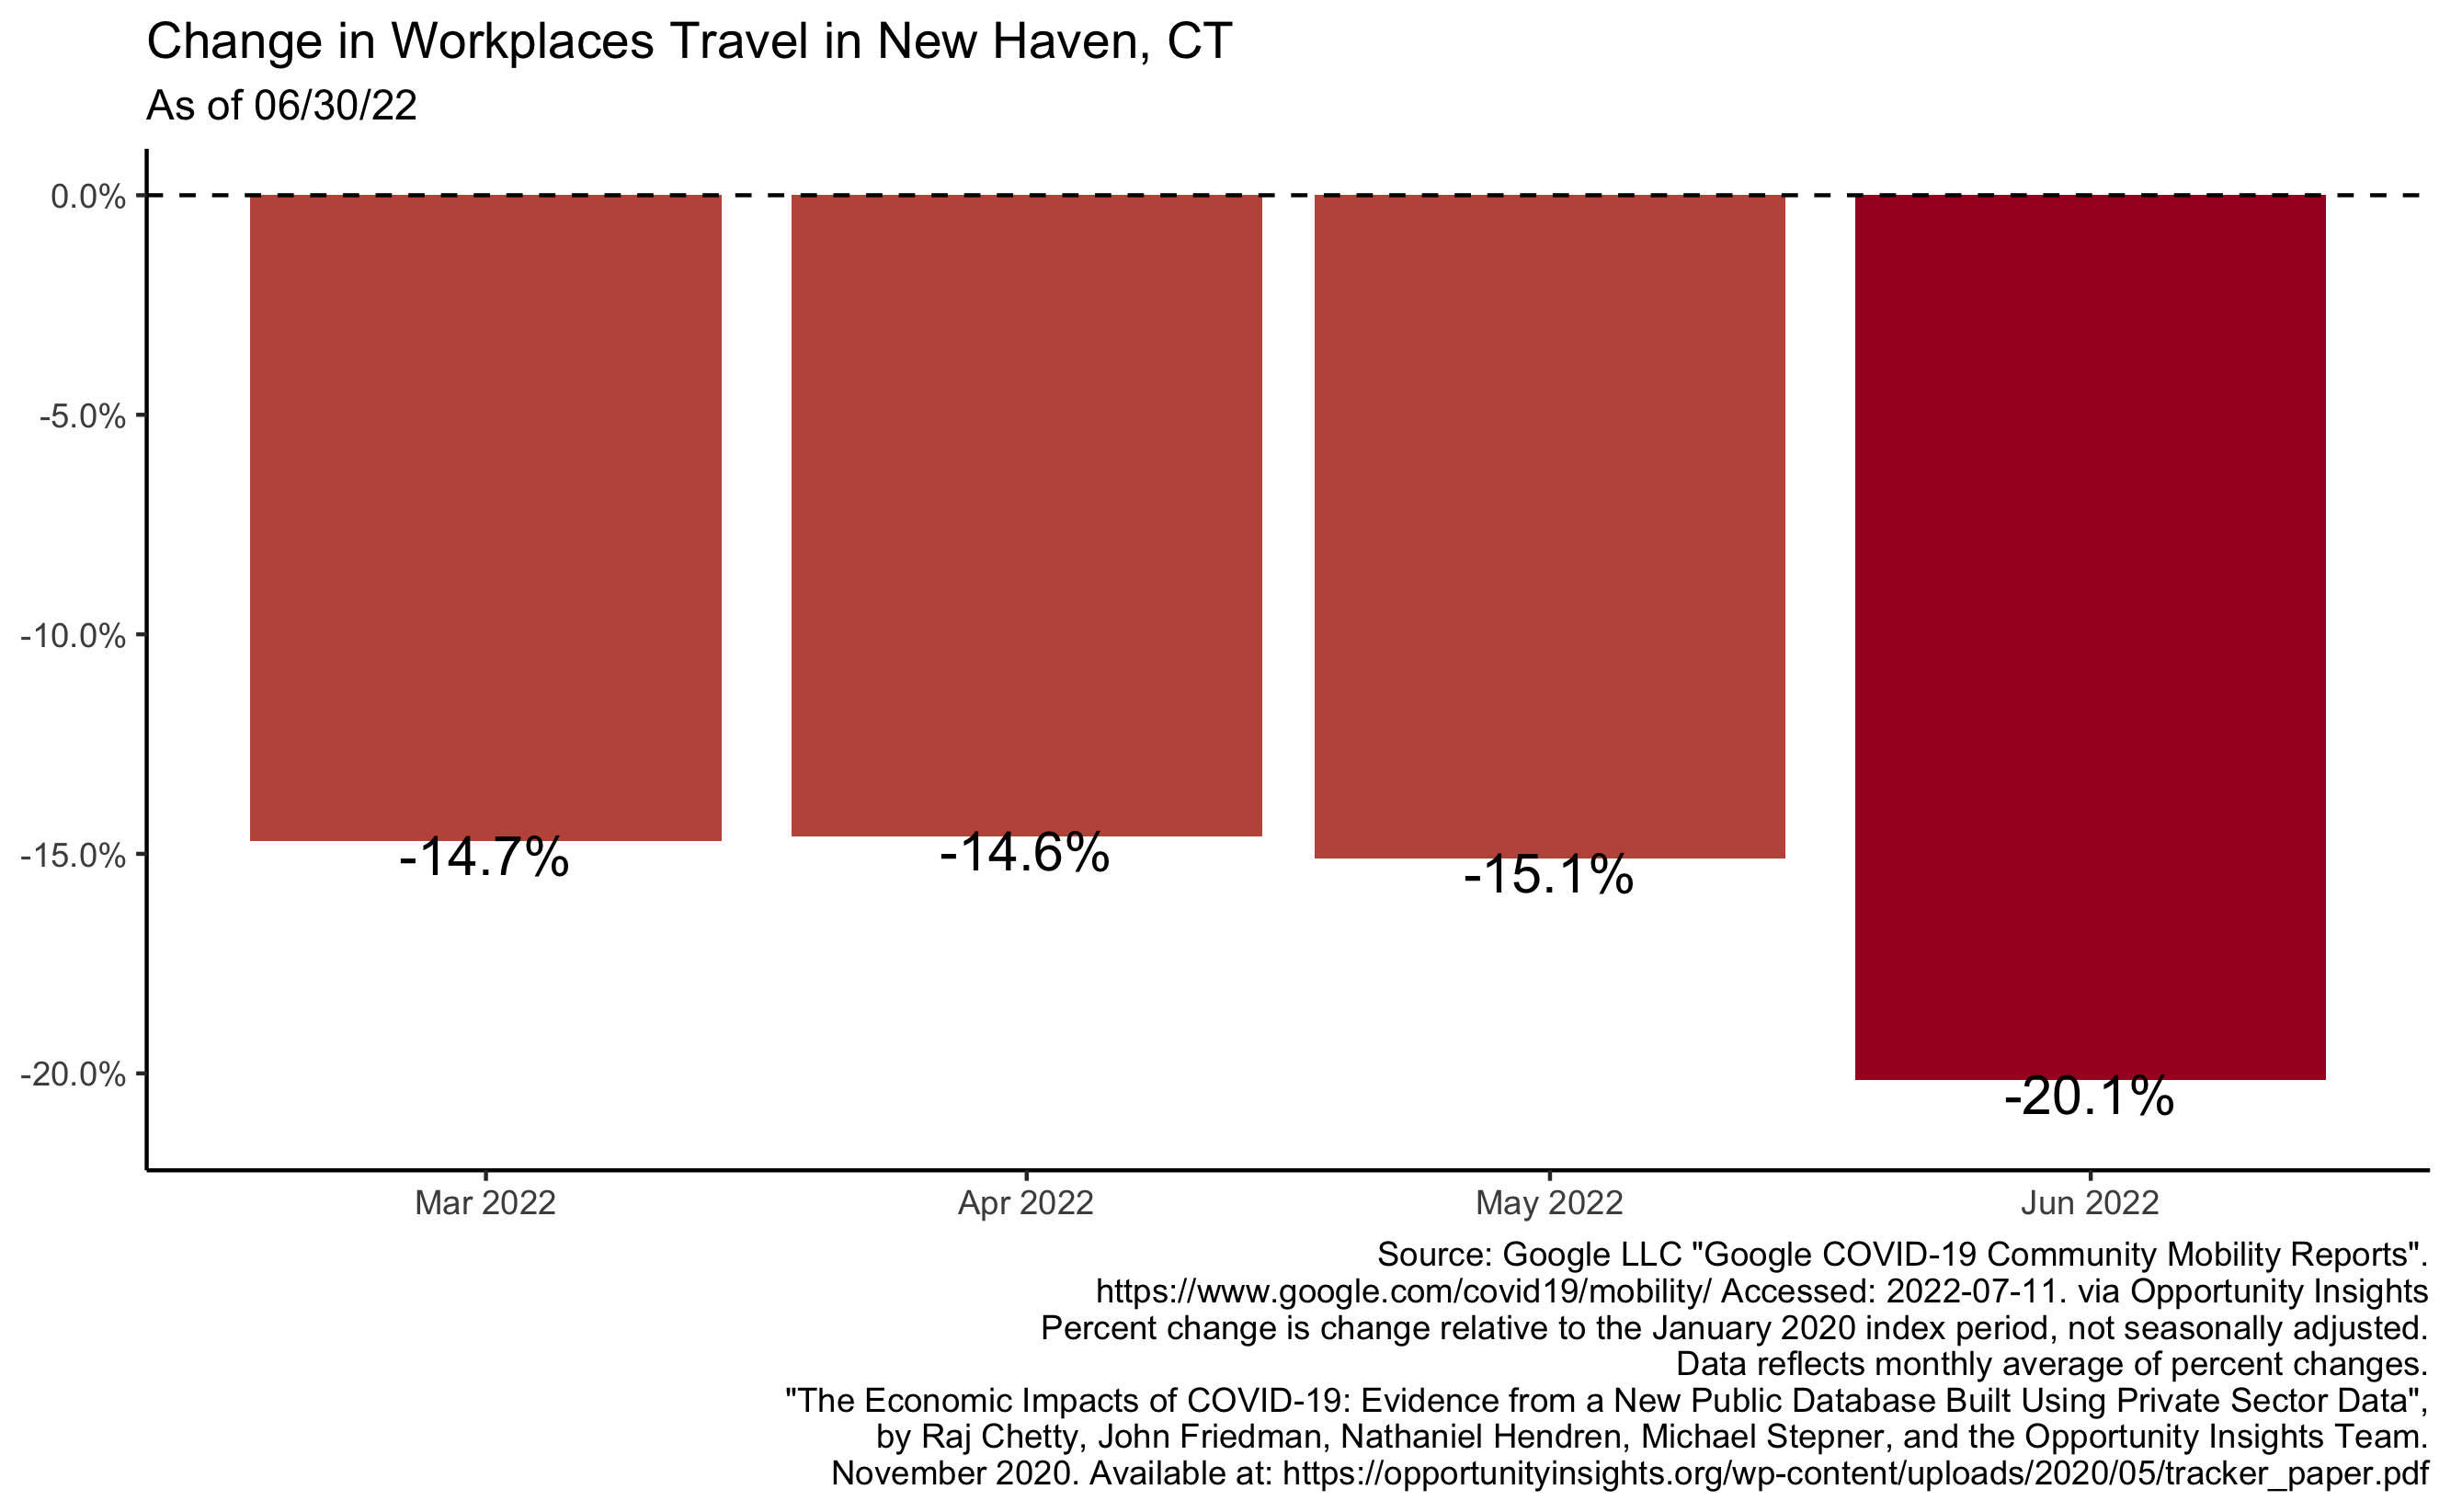 Change in Workplaces Travel in New Haven, CT
As of 06/30/22
0.0%
-5.0%
-10.0%
-15.0%
-20.0%
-14.7%
-14.6%
-15.1%
-20.1%
Mar 2022
Apr 2022
May 2022
Jun 2022
Source: Google LLC "Google COVID-19 Community Mobility Reports".
https://www.google.com/covid19/mobility/ Accessed: 2022-07-11. via Opportunity Insights
Percent change is change relative to the January 2020 index period, not seasonally adjusted.
Data reflects monthly average of percent changes.
"The Economic Impacts of COVID-19: Evidence from a New Public Database Built Using Private Sector Data",
by Raj Chetty, John Friedman, Nathaniel Hendren, Michael Stepner, and the Opportunity Insights Team.
November 2020. Available at: https://opportunityinsights.org/wp-content/uploads/2020/05/tracker_paper.pdf